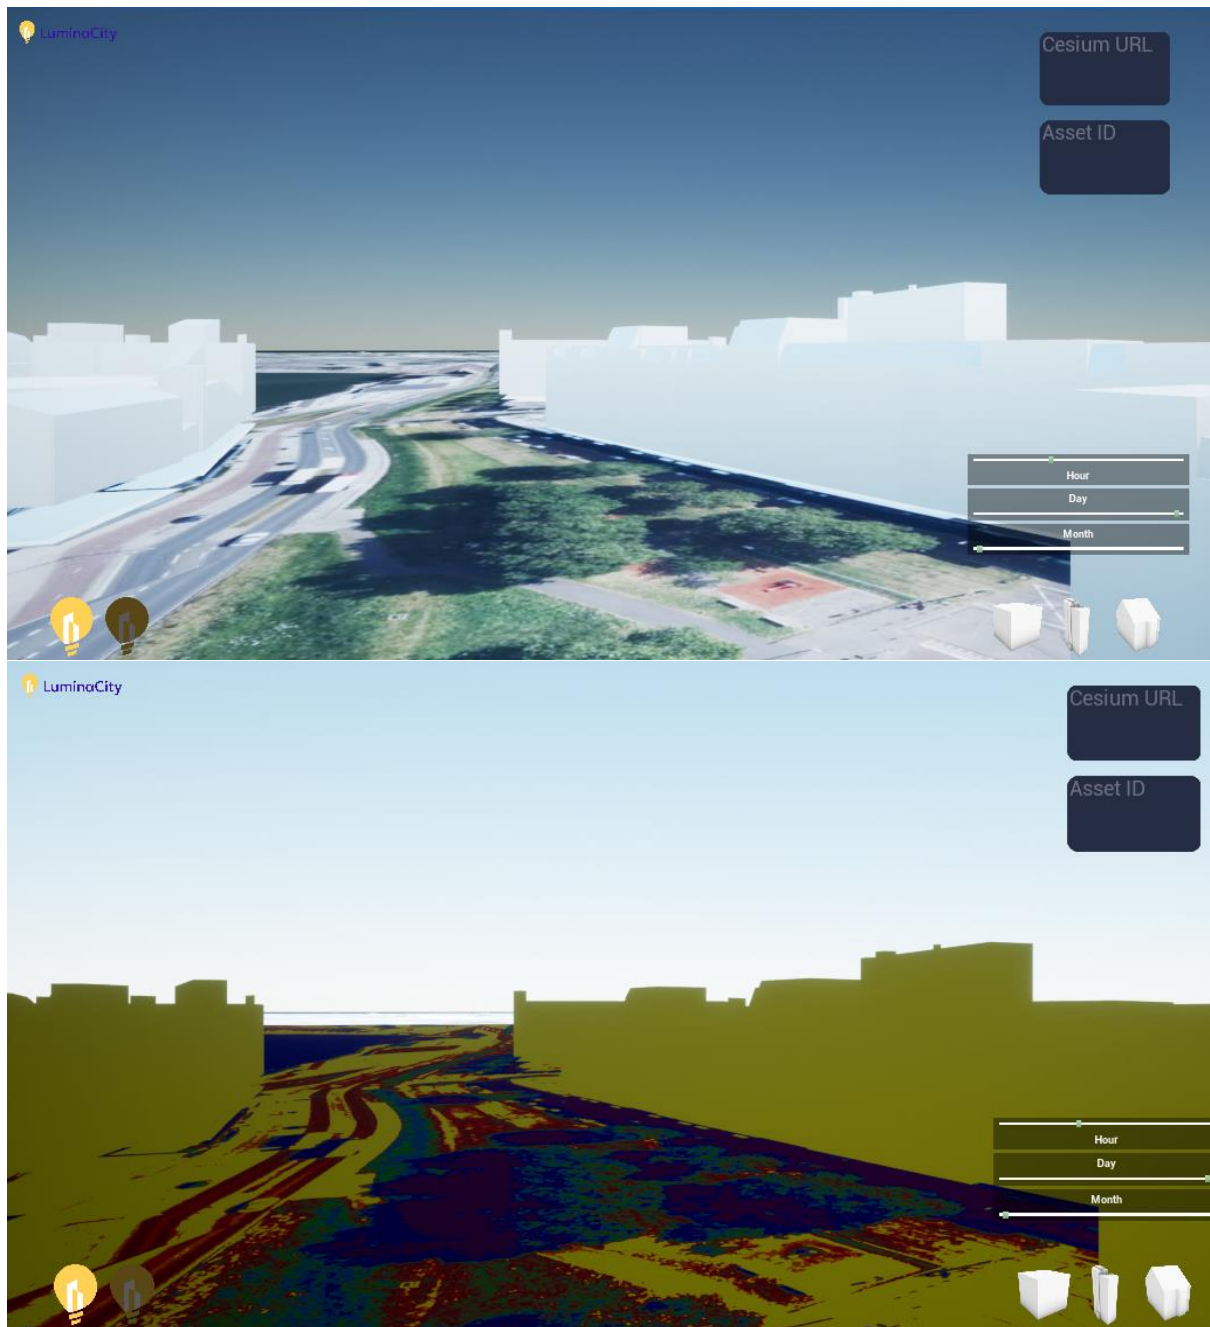 LuminaCity
Cesium URL
Asset ID
Hour
Day
Month
LuminaCity
Cesium URL
Asset ID
Hour
Day
Month